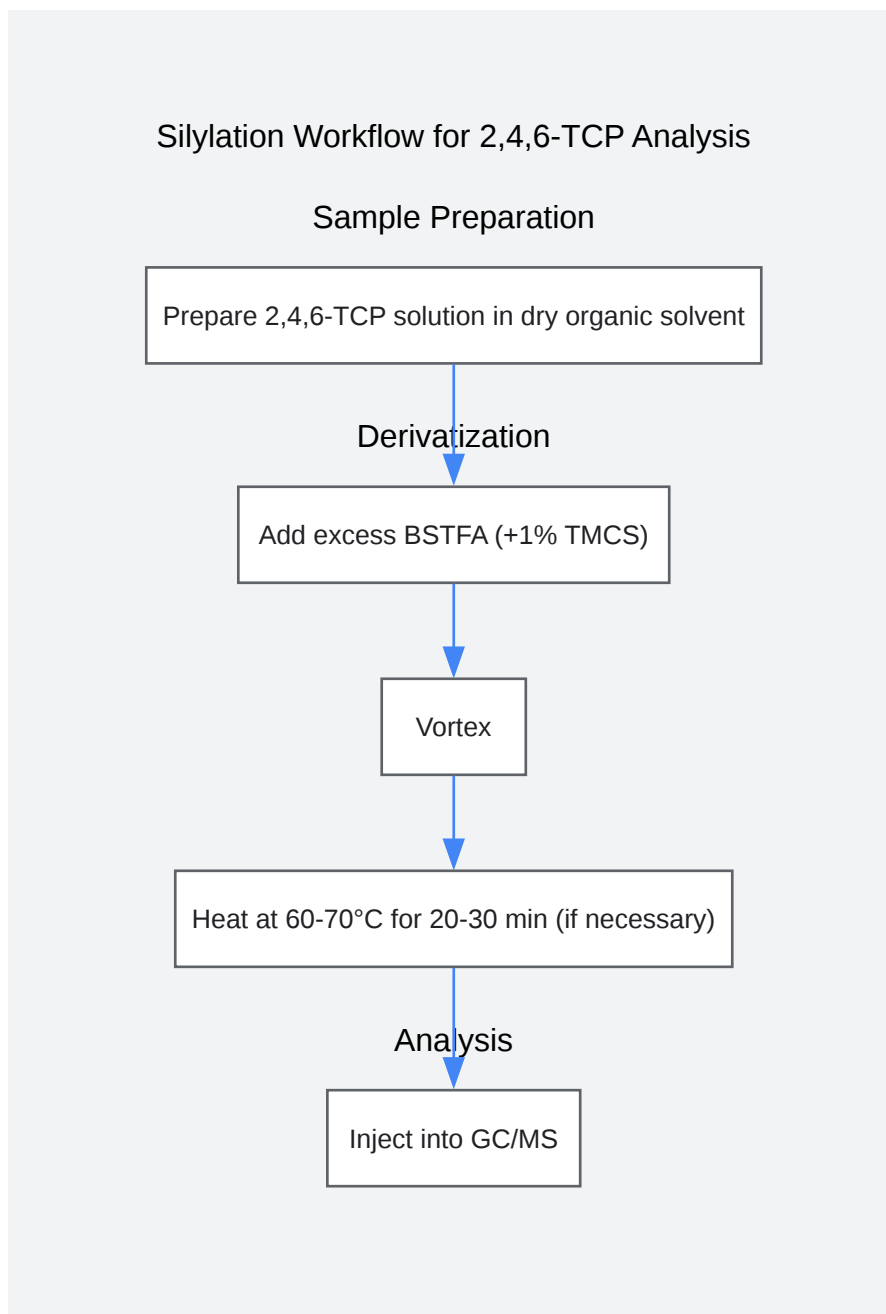 Silylation Workflow for 2,4,6-TCP Analysis
Sample Preparation
Prepare 2,4,6-TCP solution in dry organic solvent
Derivatization
Add excess BSTFA (+1% TMCS)
Vortex
Heat at 60-70°C for 20-30 min (if necessary)
Analysis
Inject into GC/MS